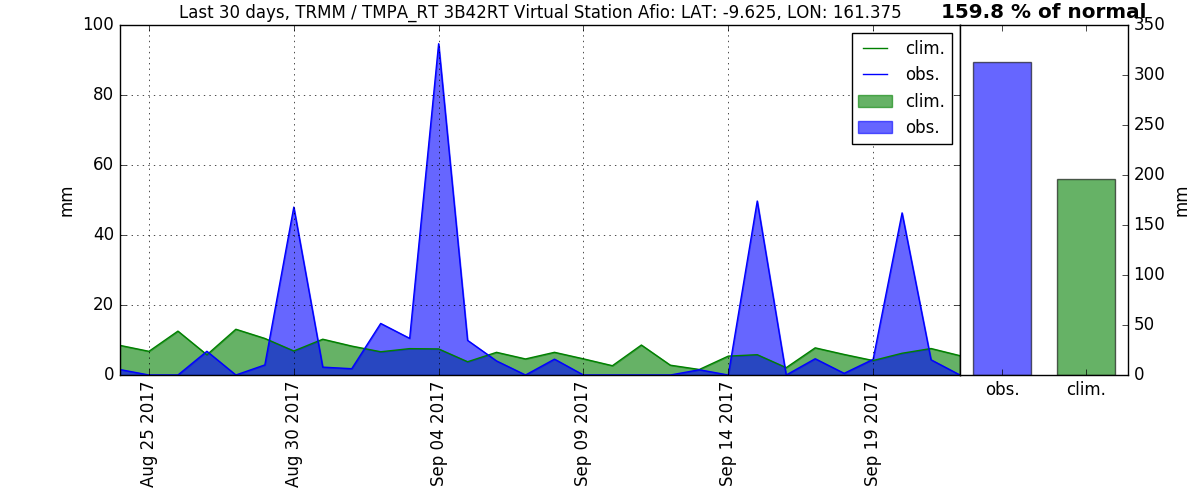 Last 30 days, TRMM / TMPA_RT 3B42RT Virtual Station Afio: LAT: -9.625, LON: 161.375
159.8 % of normal
100
80
60
40
20
0
mm
clim.
obs.
clim.
obs.
350
300
250
200
150
100
50
0
mm
Aug 25 2017
Aug 30 2017
Sep 04 2017
Sep 09 2017
Sep 14 2017
Sep 19 2017
obs.
clim.